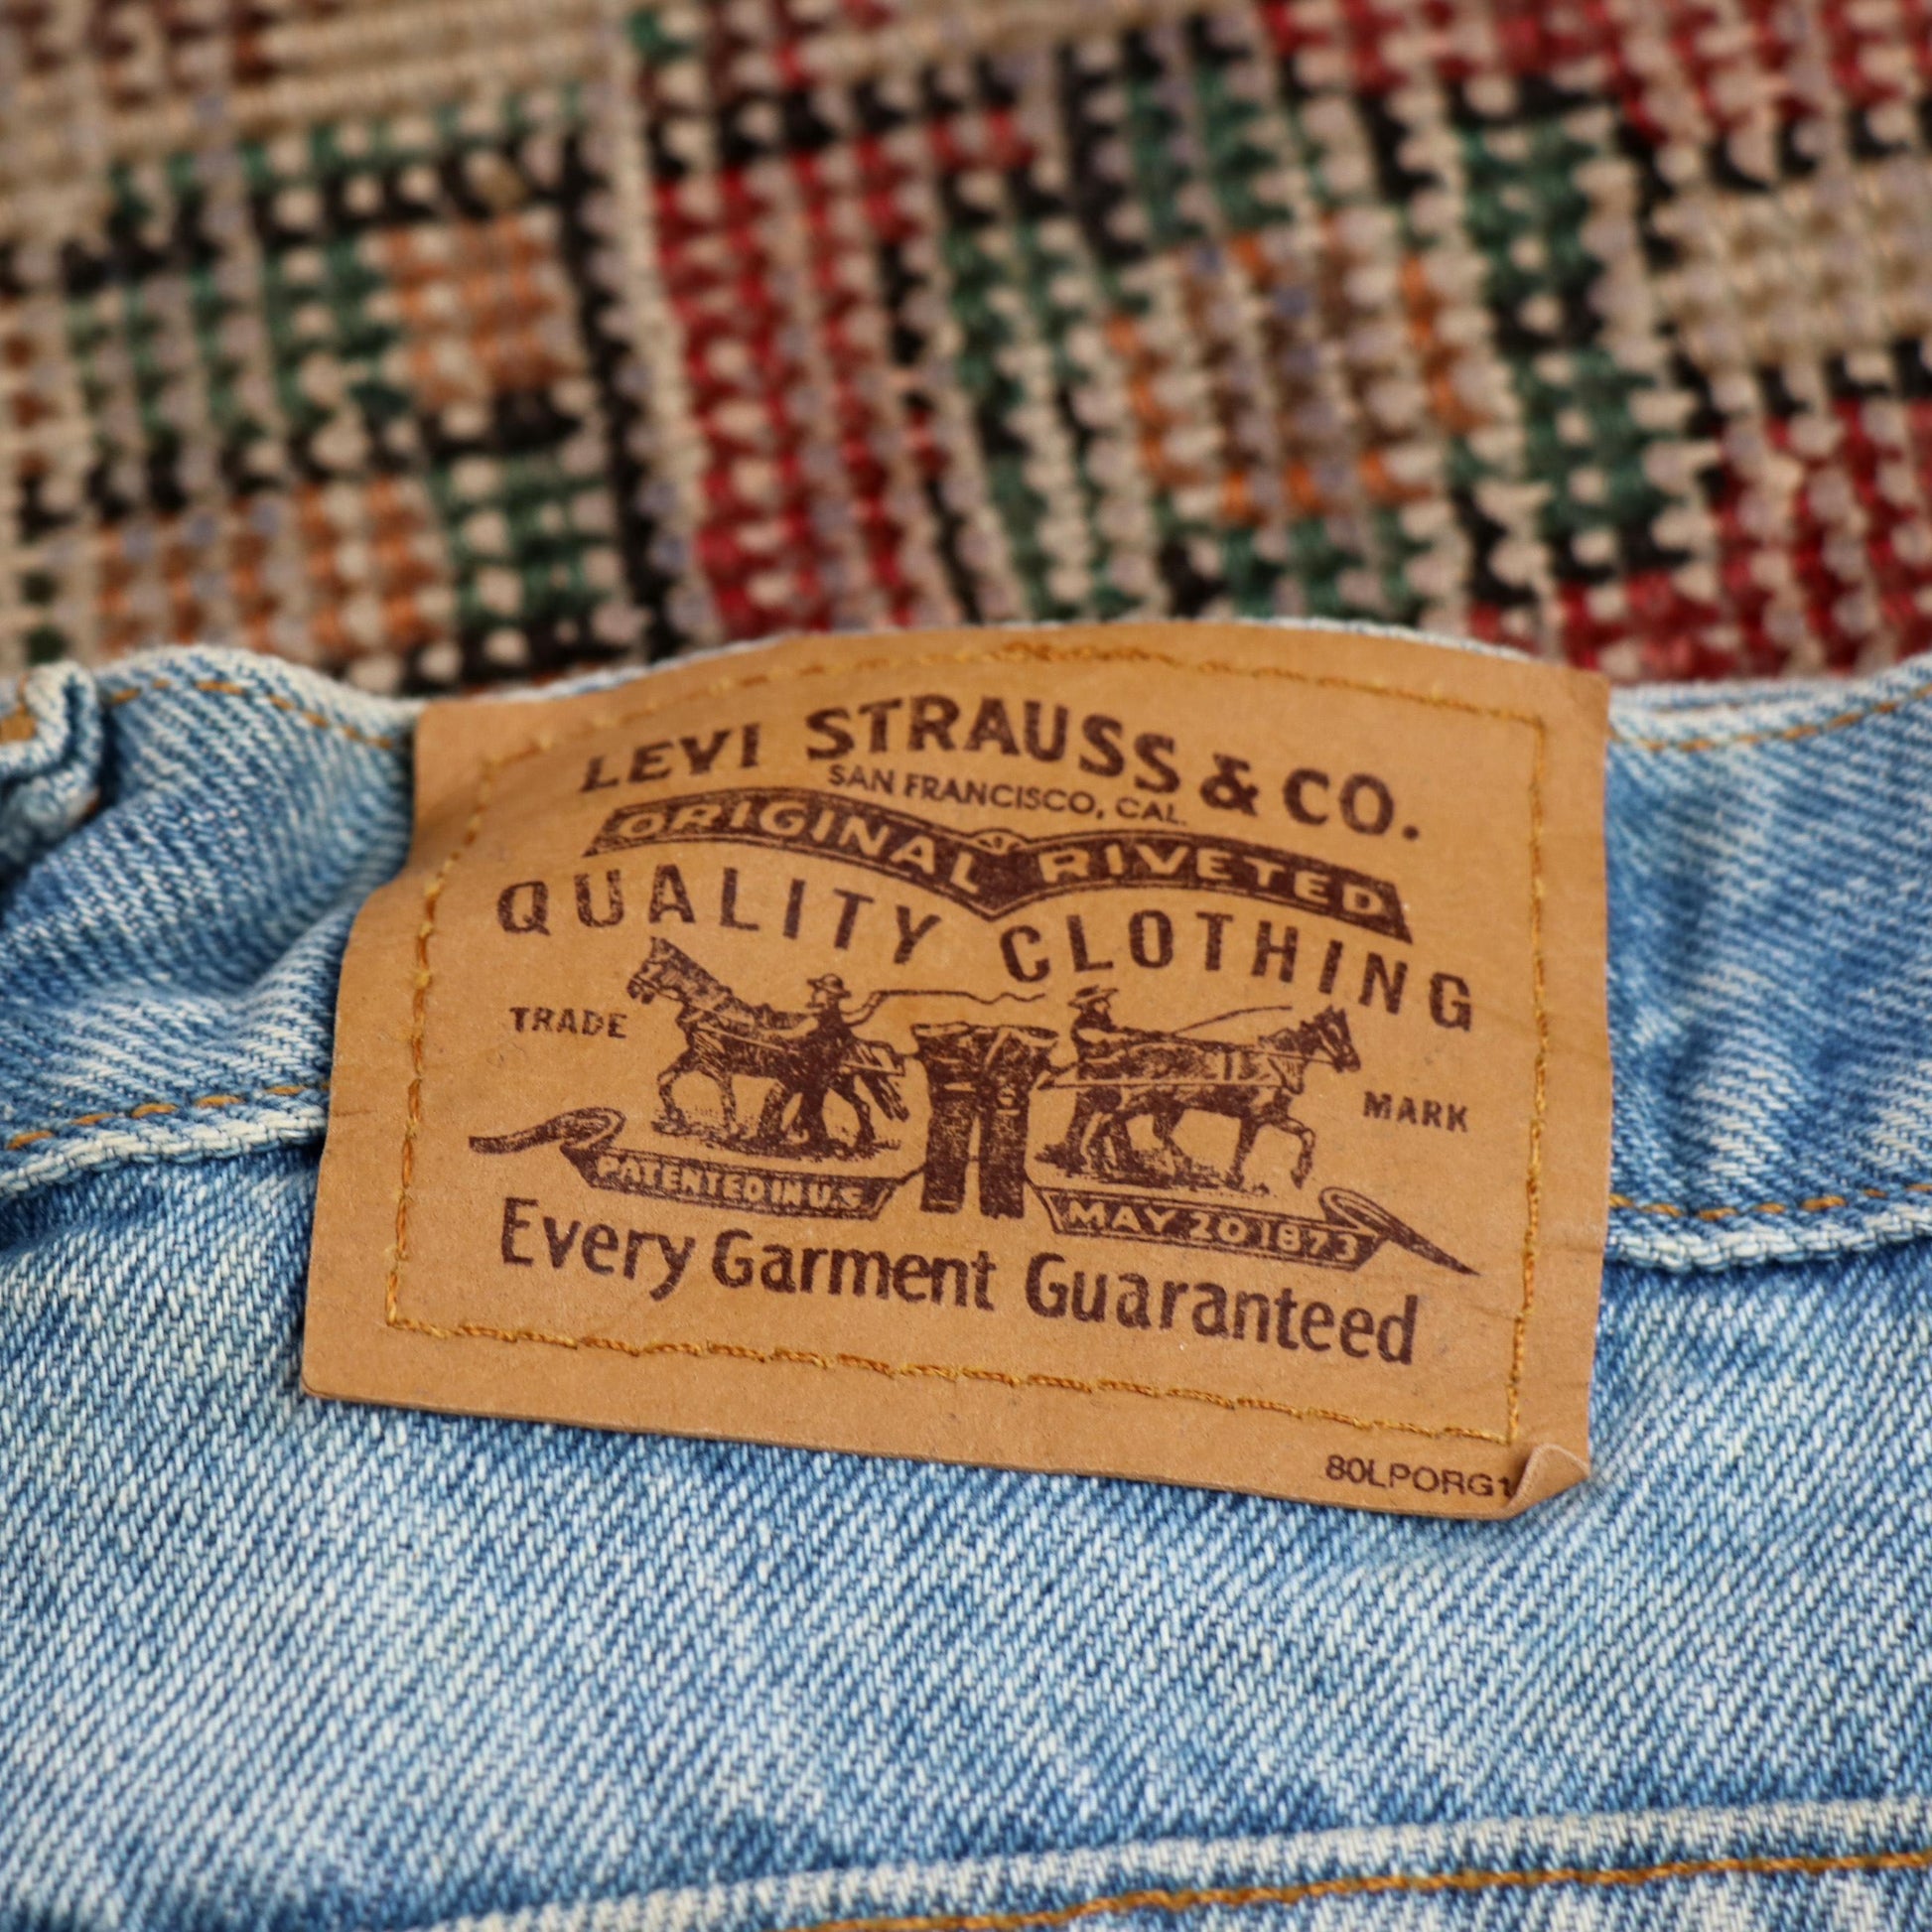 LEVI STRAUSS & CO.
SAN FRANCISCO, CAL.
ORIGINAL RIVETED
QUALITY CLOTHING
TRADE MARK
PATENTED IN U.S
MAY 20 1873
Every Garment Guaranteed
80LPORG1